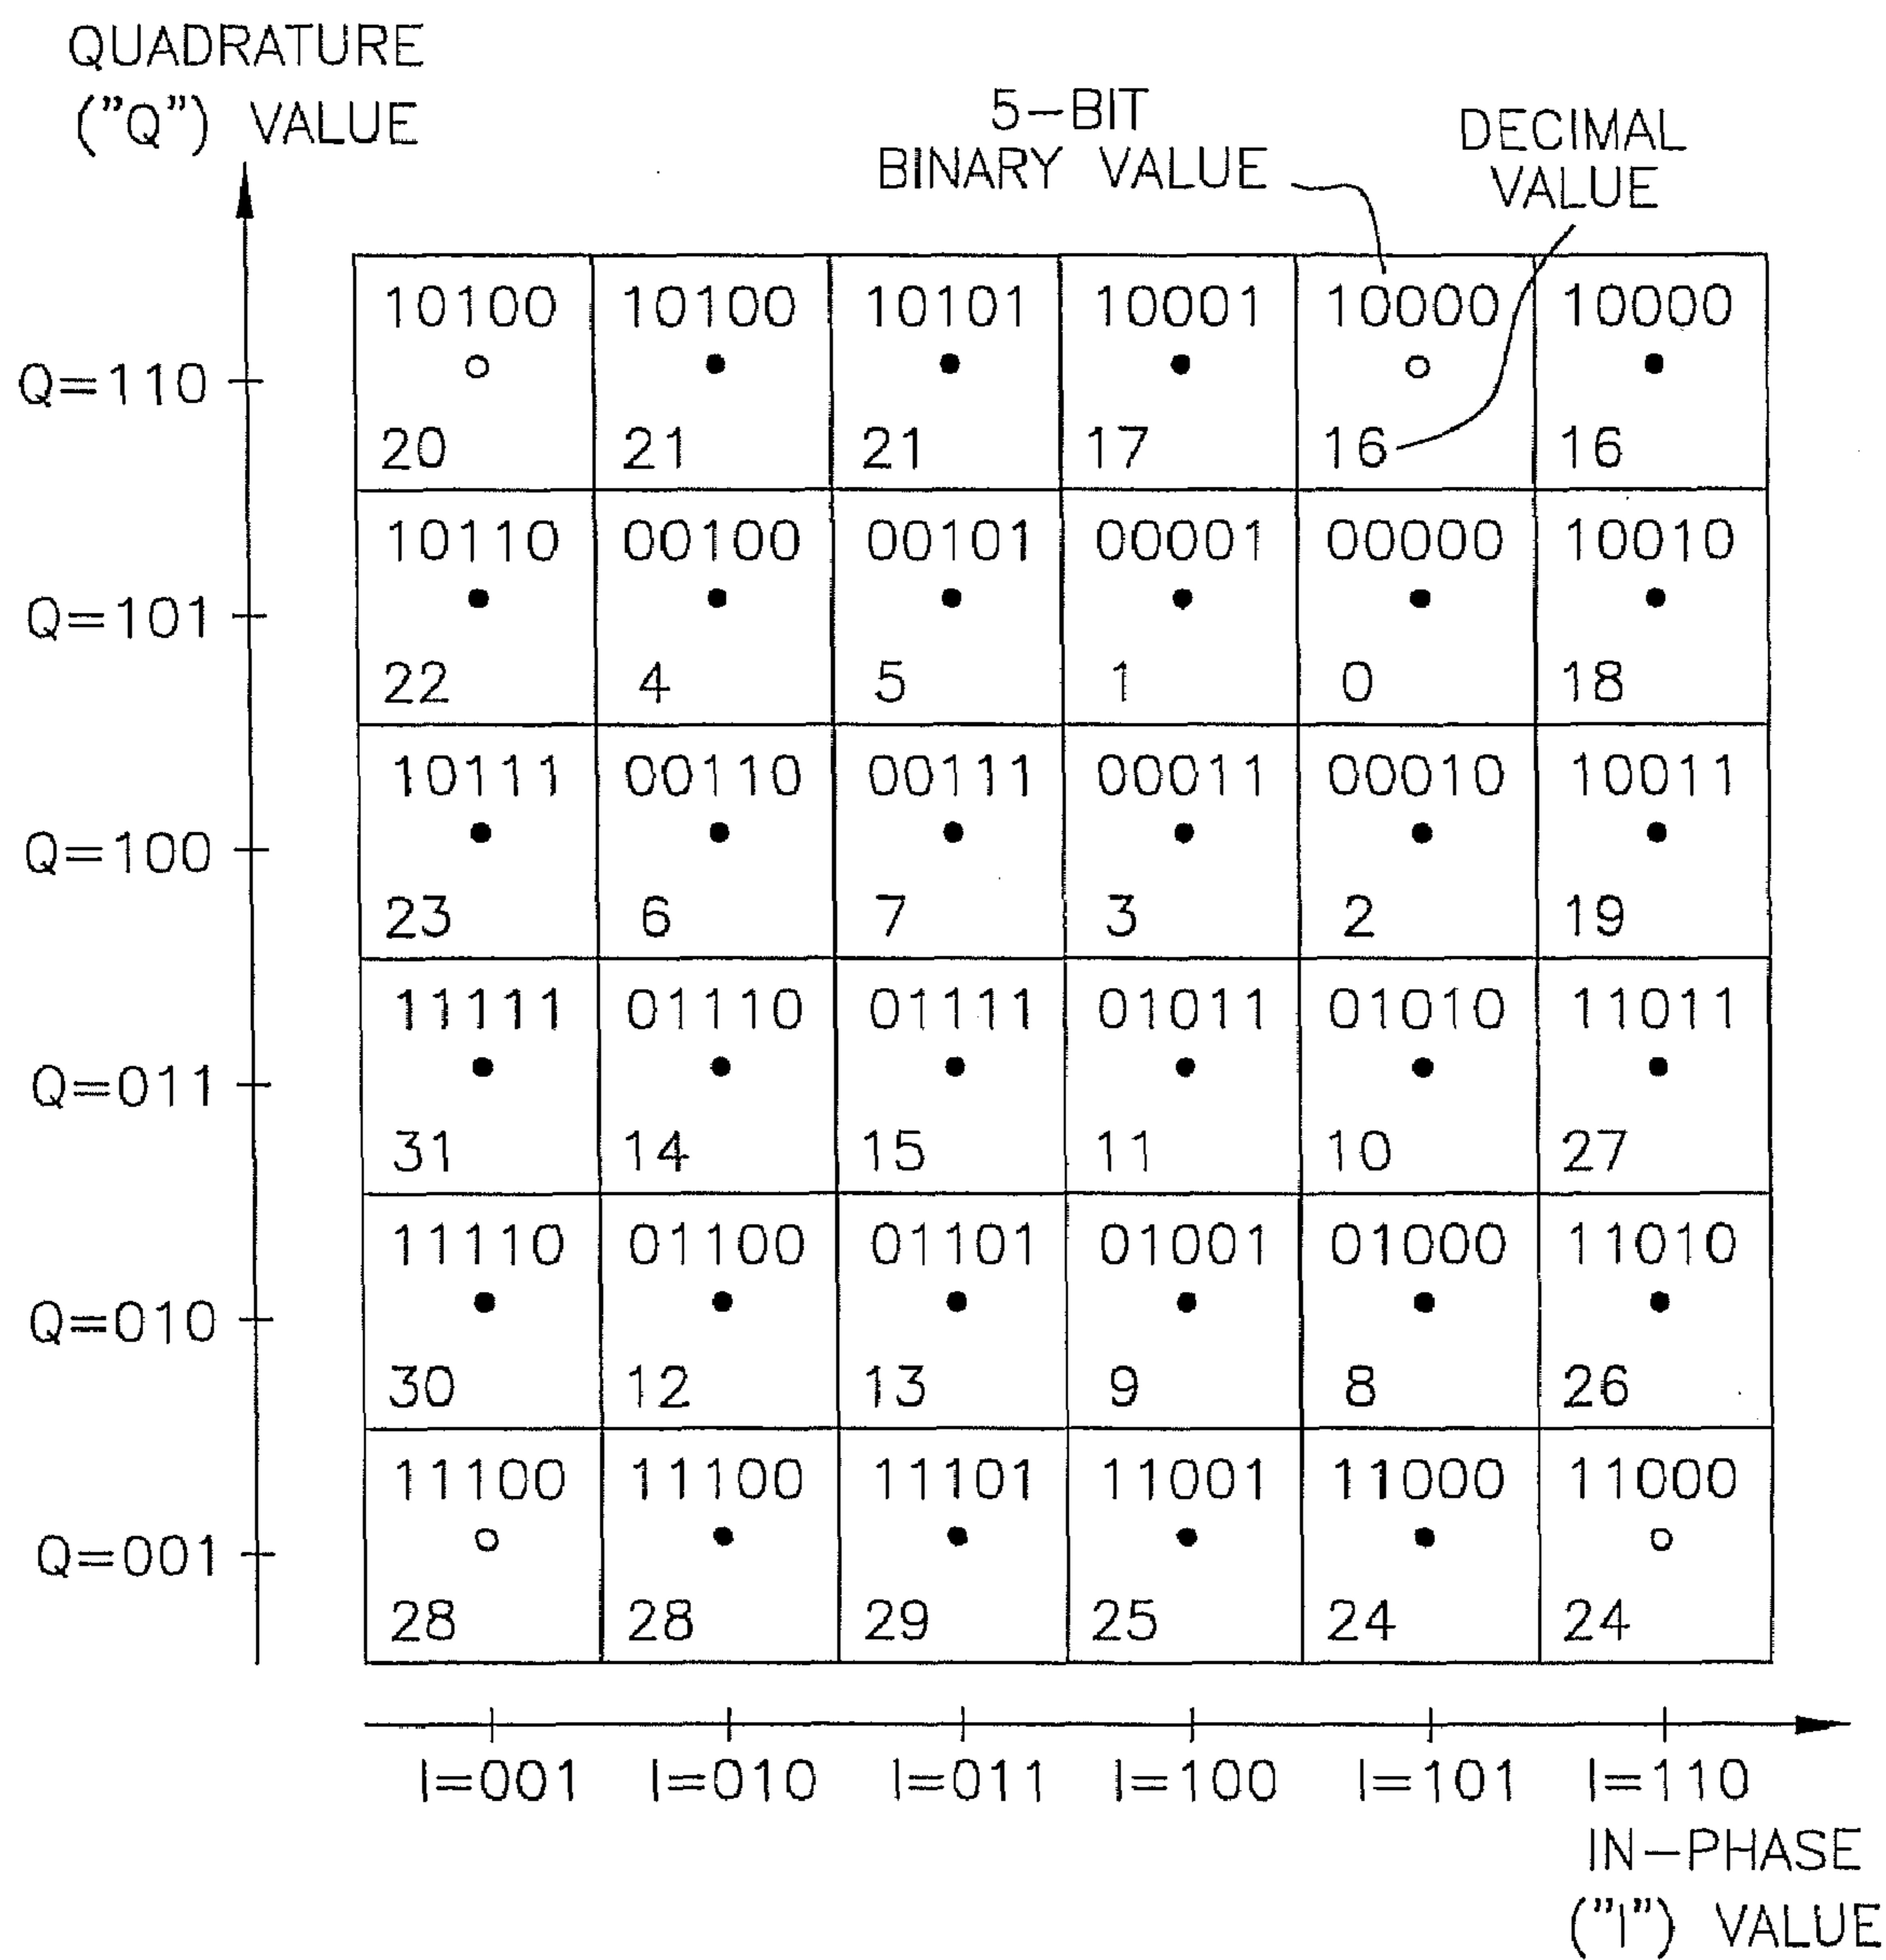 QUADRATURE
("Q") VALUE
5-BIT
BINARY VALUE
DECIMAL
VALUE
Q=110
10100 10100 10101 10001 10000 10000
20 21 21 17 16 16
Q=101
10110 00100 00101 00001 00000 10010
22 4 5 1 0 18
Q=100
10111 00110 00111 00011 00010 10011
23 6 7 3 2 19
Q=011
11111 01110 01111 01011 01010 11011
31 14 15 11 10 27
Q=010
11110 01100 01101 01001 01000 11010
30 12 13 9 8 26
Q=001
11100 11100 11101 11001 11000 11000
28 28 29 25 24 24
I=001 I=010 I=011 I=100 I=101 I=110
IN-PHASE
("I") VALUE